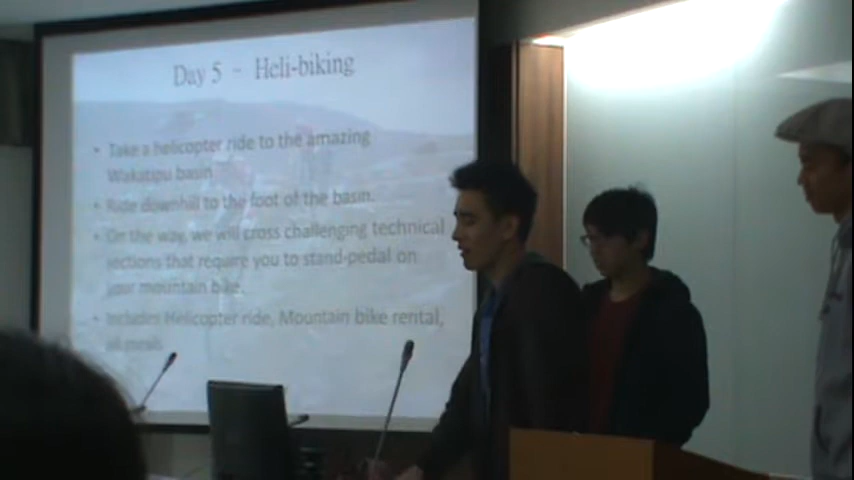 Day 5 - Heli-biking
• Take a helicopter ride to the amazing
Wakatipu basin
• Ride downhill to the foot of the basin.
• On the way, we will cross challenging technical
sections that require you to stand-pedal on
your mountain bike.
• Includes Helicopter ride, Mountain bike rental,
all meals